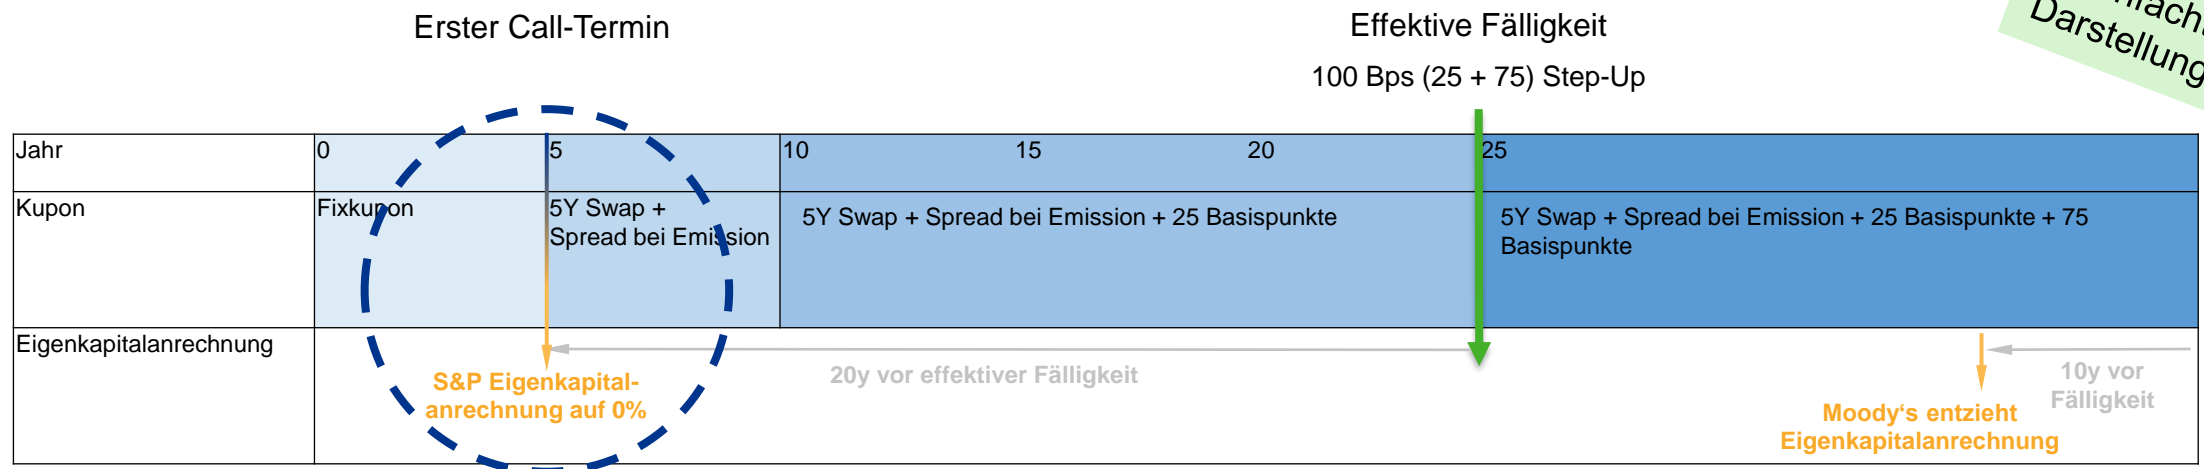 Erster Call-Termin
Effektive Fälligkeit
100 Bps (25 + 75) Step-Up
Darstellung
Jahr
0
5
10
15
20
25
Kupon
Fixkupon
5Y Swap +
Spread bei Emission
5Y Swap + Spread bei Emission + 25 Basispunkte
5Y Swap + Spread bei Emission + 25 Basispunkte + 75
Basispunkte
Eigenkapitalanrechnung
S&P Eigenkapital-
anrechnung auf 0%
20y vor effektiver Fälligkeit
10y vor
Fälligkeit
Moody‘s entzieht
Eigenkapitalanrechnung